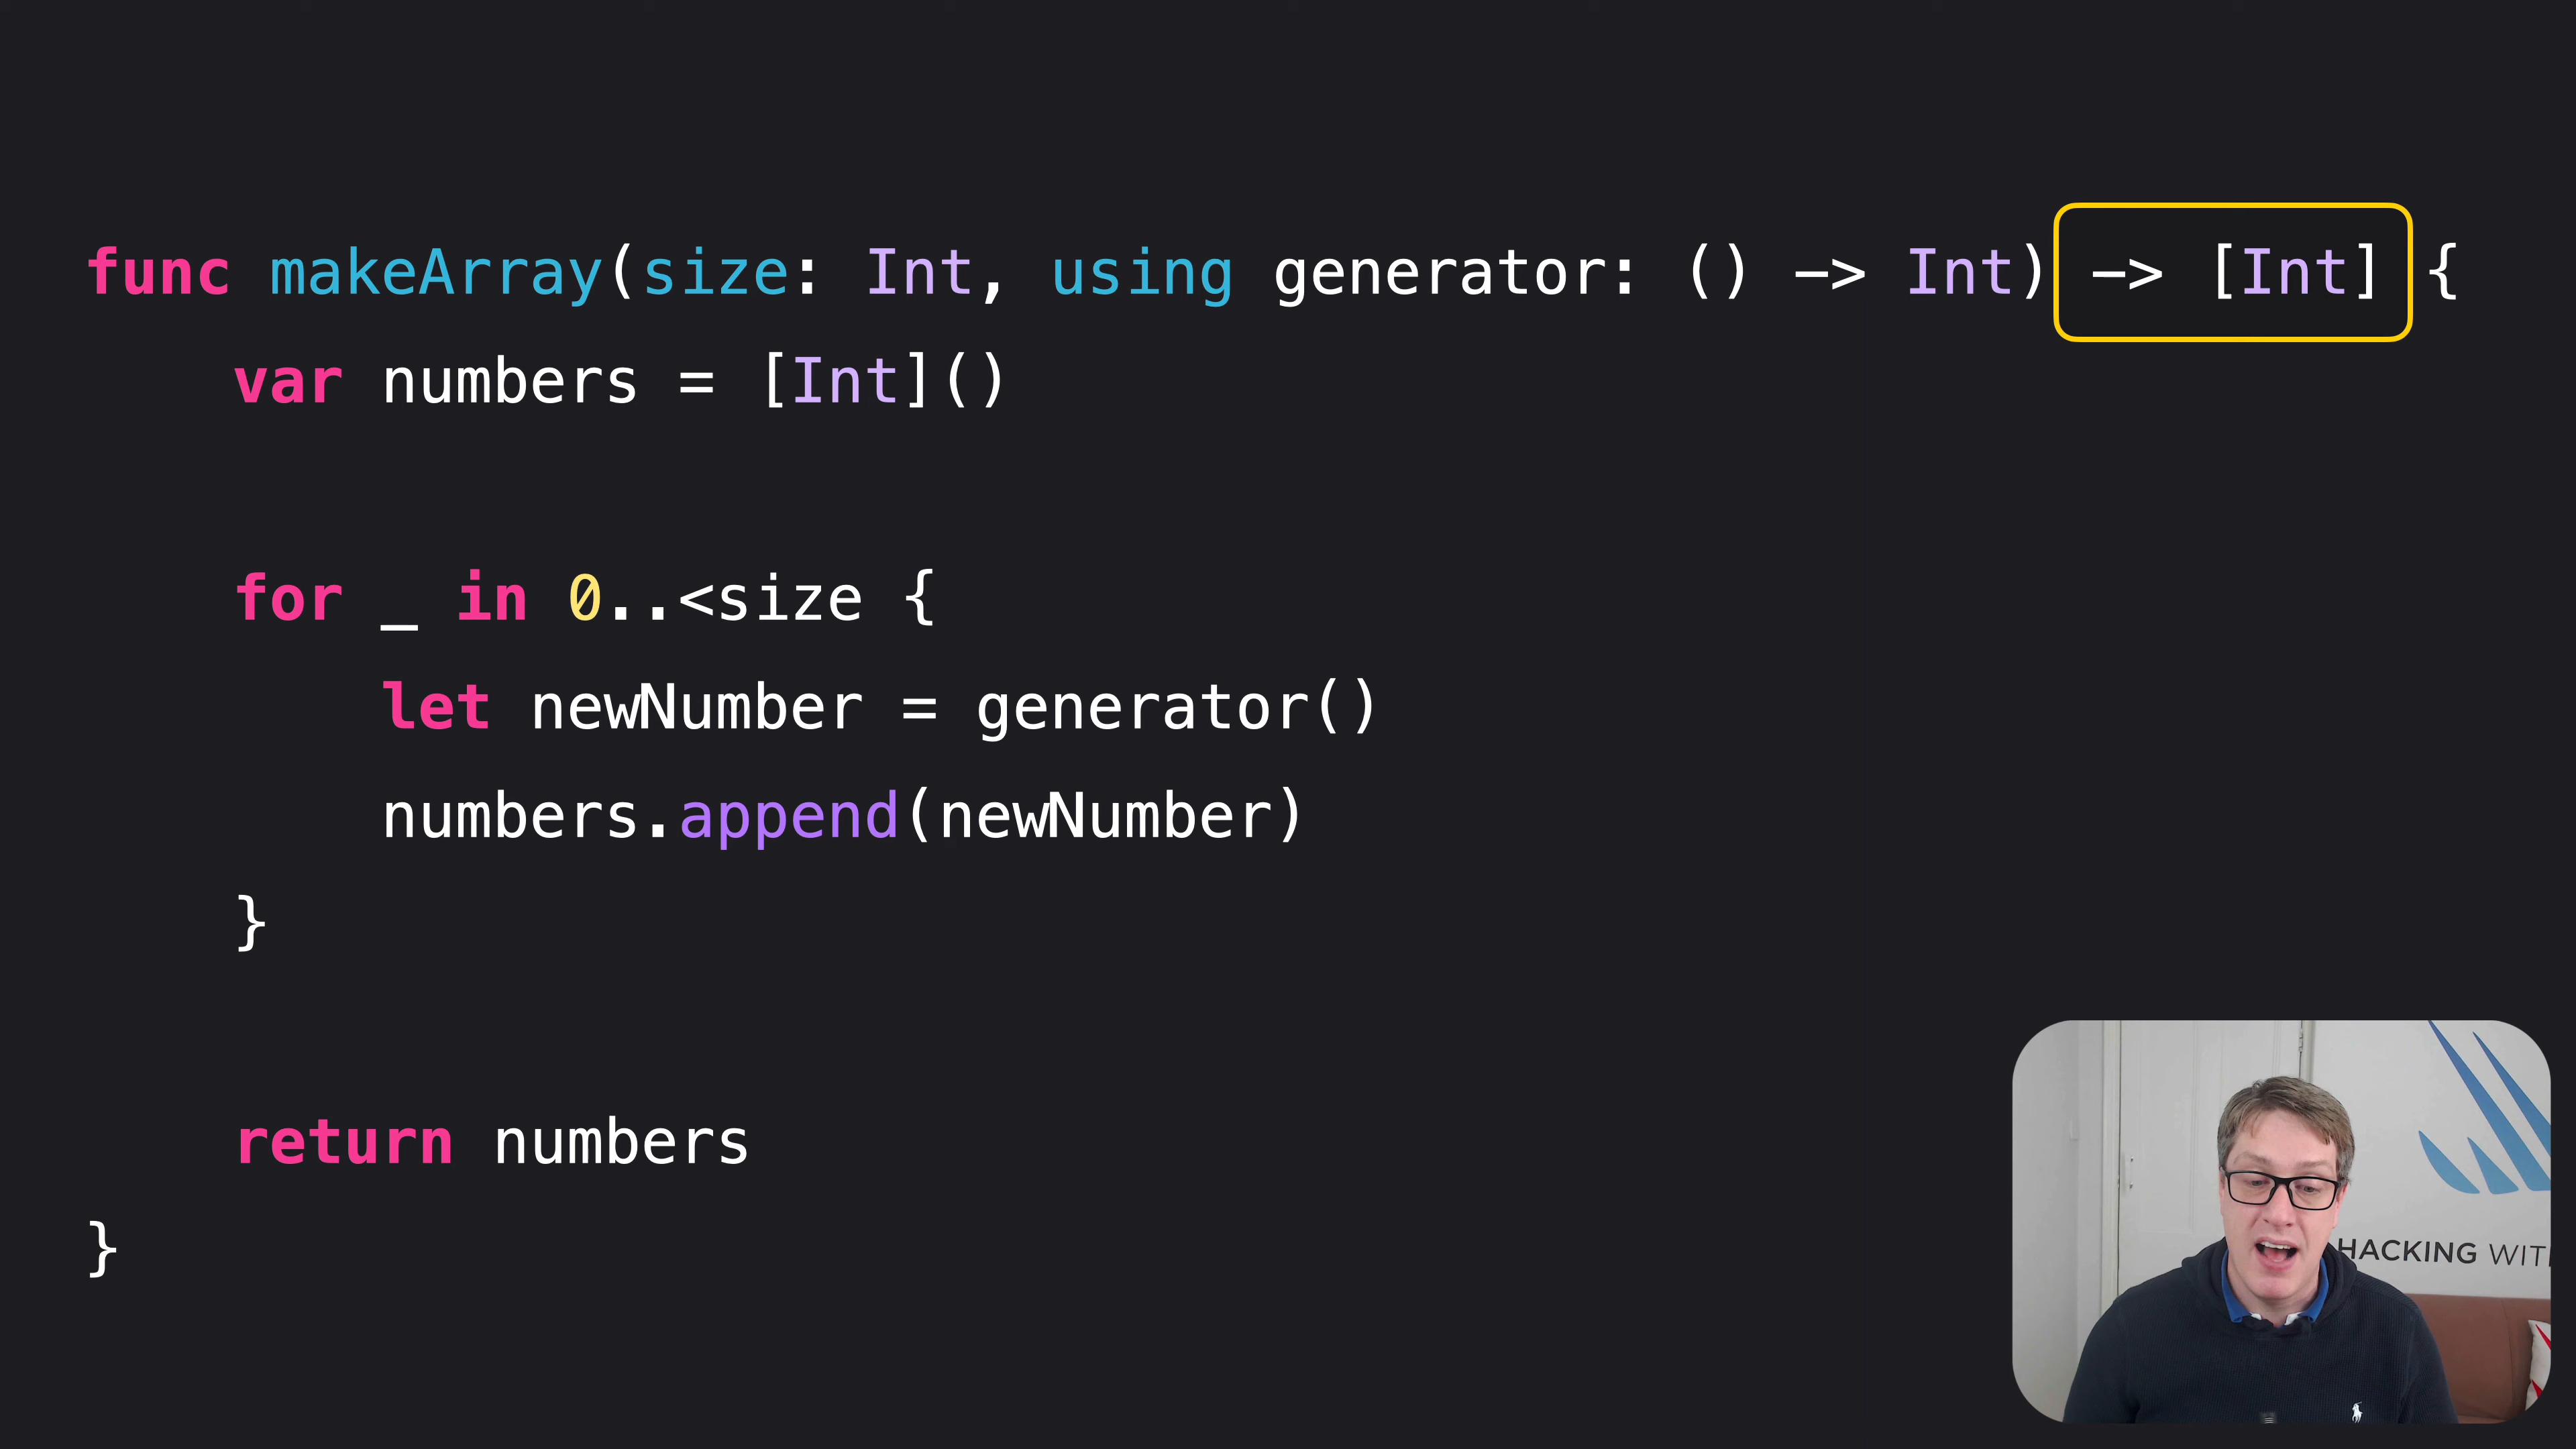 func makeArray(size: Int, using generator: () -> Int) -> [Int] {
    var numbers = [Int]()
    for _ in 0..<size {
        let newNumber = generator()
        numbers.append(newNumber)
    }
    return numbers
}
HACKING WIT